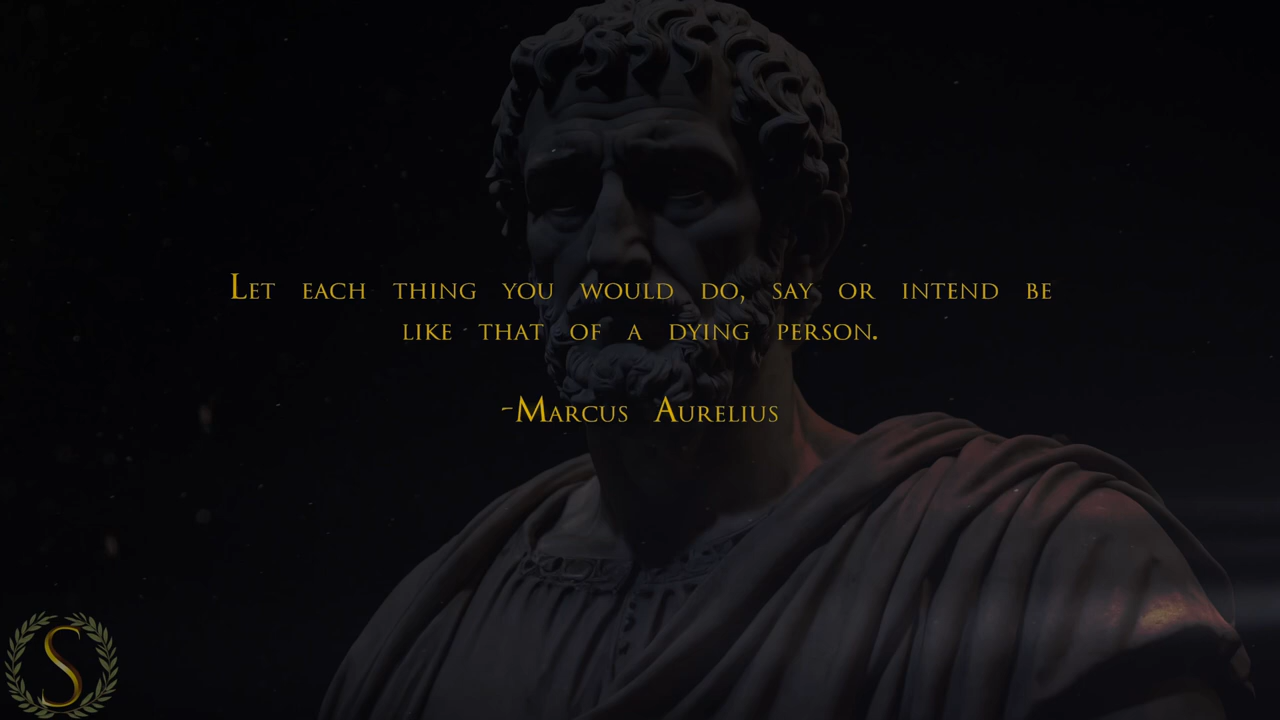 Let each thing you would do, say or intend be
like that of a dying person.
-Marcus Aurelius
S